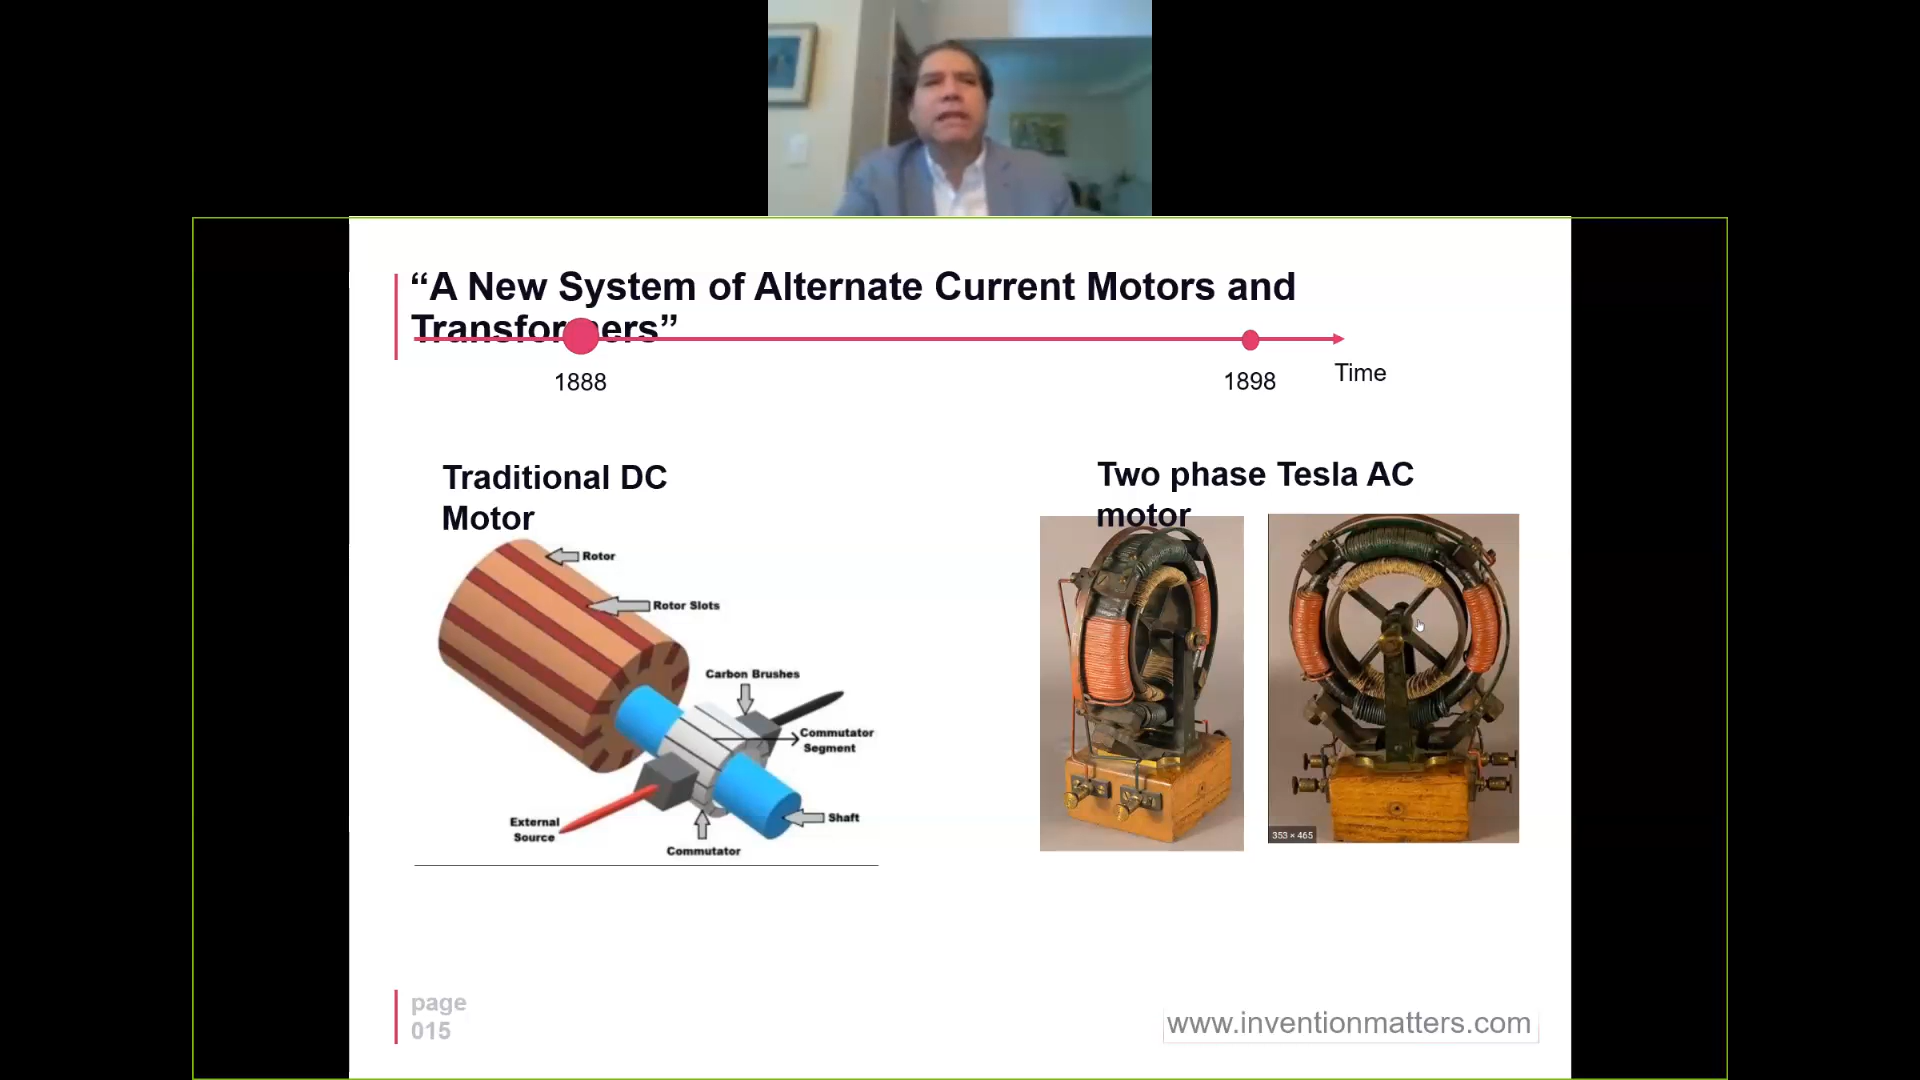 “A New System of Alternate Current Motors and
Transformers”
1888
1898
Time
Traditional DC
Motor
Two phase Tesla AC
motor
Rotor
Rotor Slots
Carbon Brushes
Commutator
Segment
External
Source
Shaft
Commutator
353 × 465
page
015
www.inventionmatters.com